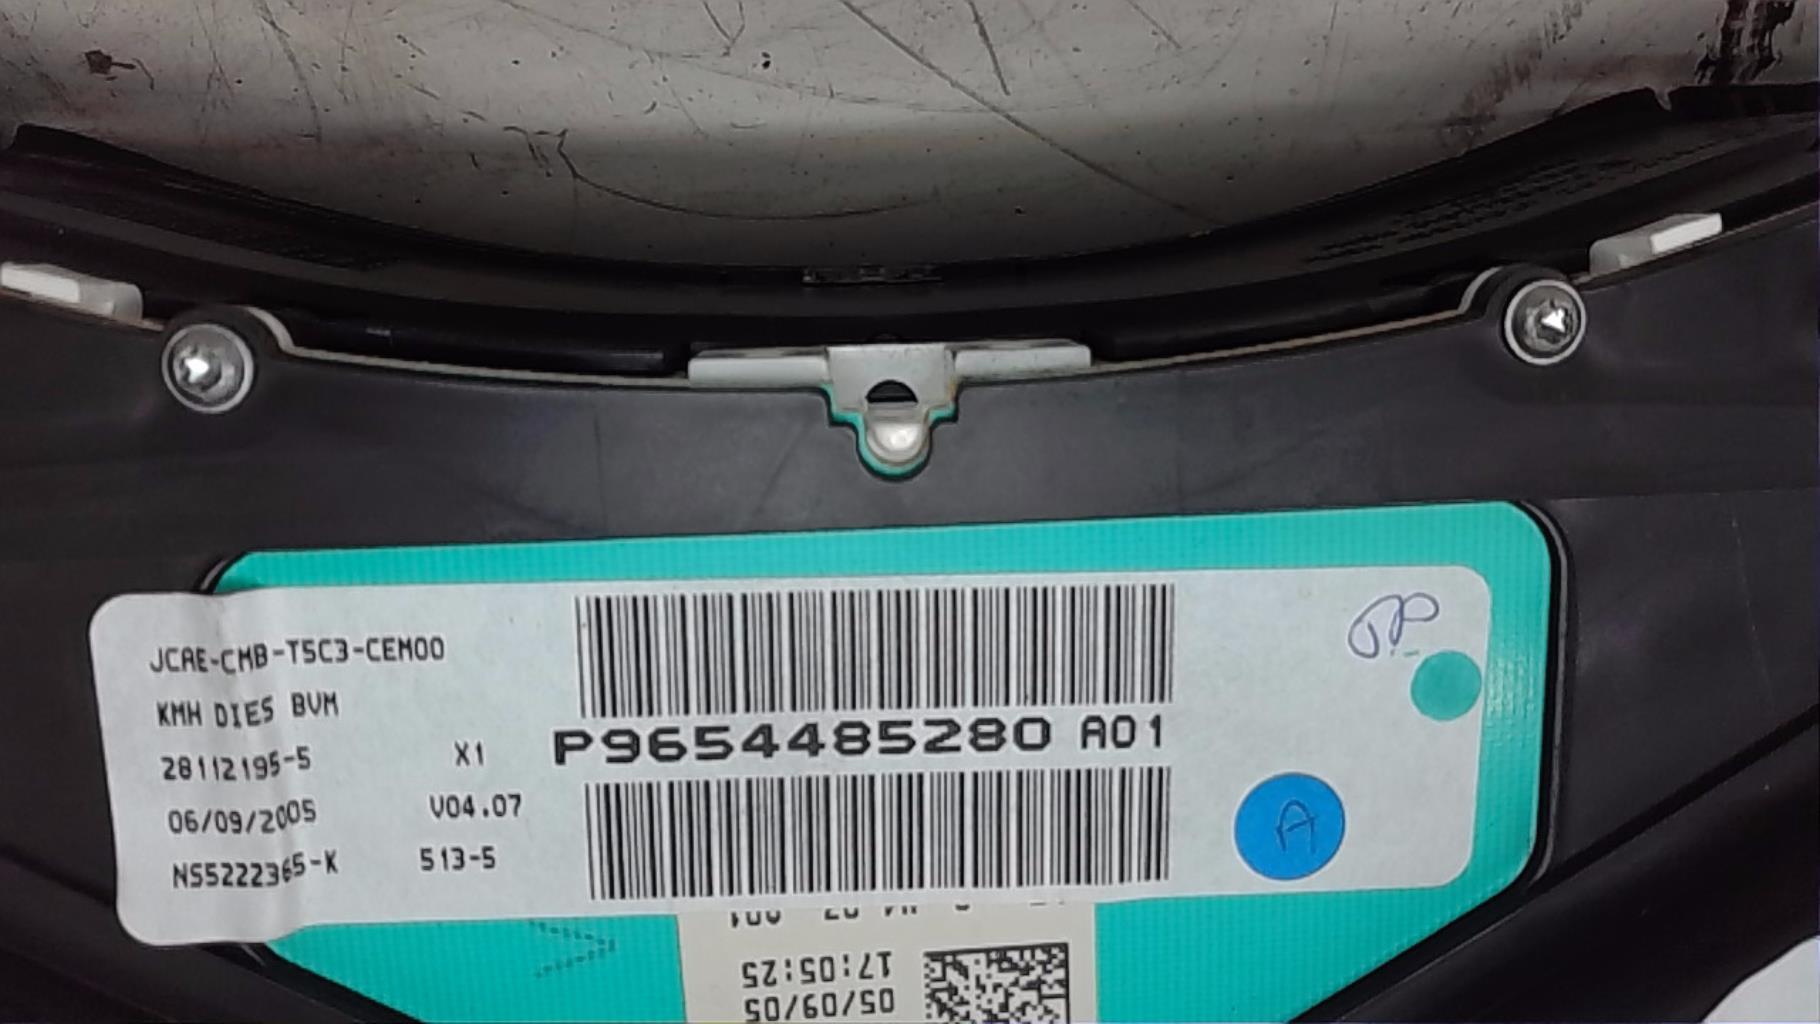 JCAE-CMB-T5C3-CEM00
KMH DIES BVM
28112195-5 X1
P9654485280 A01
06/09/2005 V04.07
NS5222365-K 513-5
A
17:05:25
05/09/05